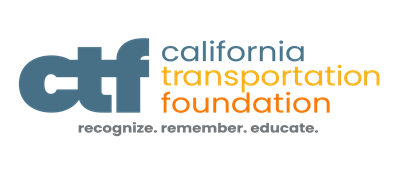 ctf
california
transportation
foundation
recognize. remember. educate.